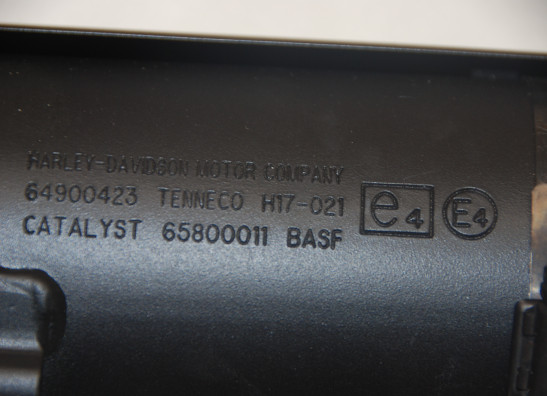 HARLEY-DAVIDSON MOTOR COMPANY
64900423 TENNECO H17-021
CATALYST 65800011 BASF
e4 E4